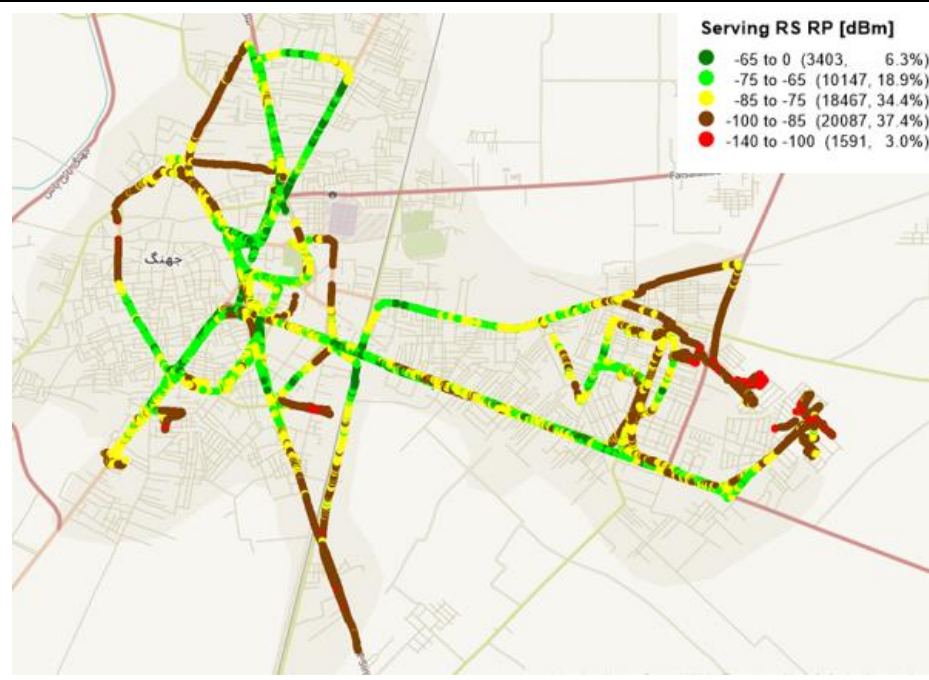 Serving RS RP [dBm]
-65 to 0 (3403, 6.3%)
-75 to -65 (10147, 18.9%)
-85 to -75 (18467, 34.4%)
-100 to -85 (20087, 37.4%)
-140 to -100 (1591, 3.0%)
جھنگ